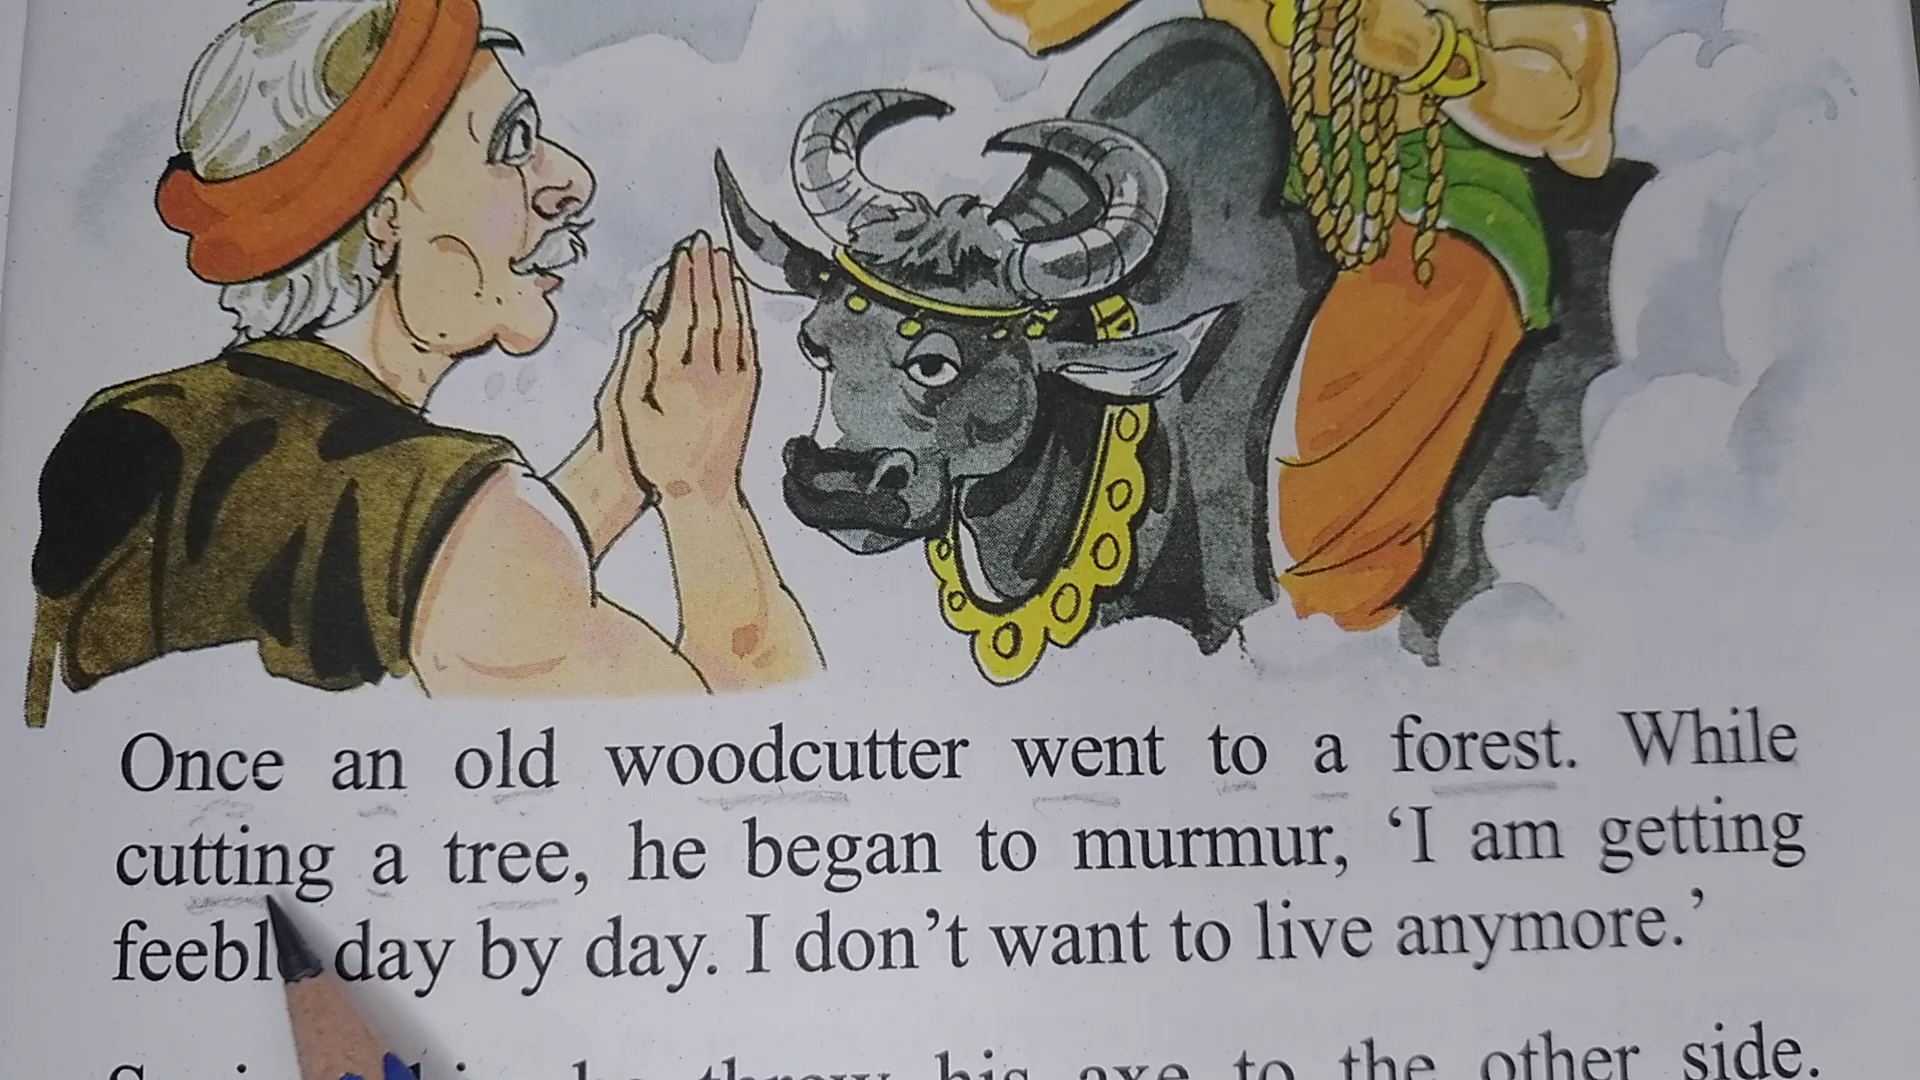 Once an old woodcutter went to a forest. While
cutting a tree, he began to murmur, ‘I am getting
day by day. I don’t want to live anymore.’
his axe to the other side.